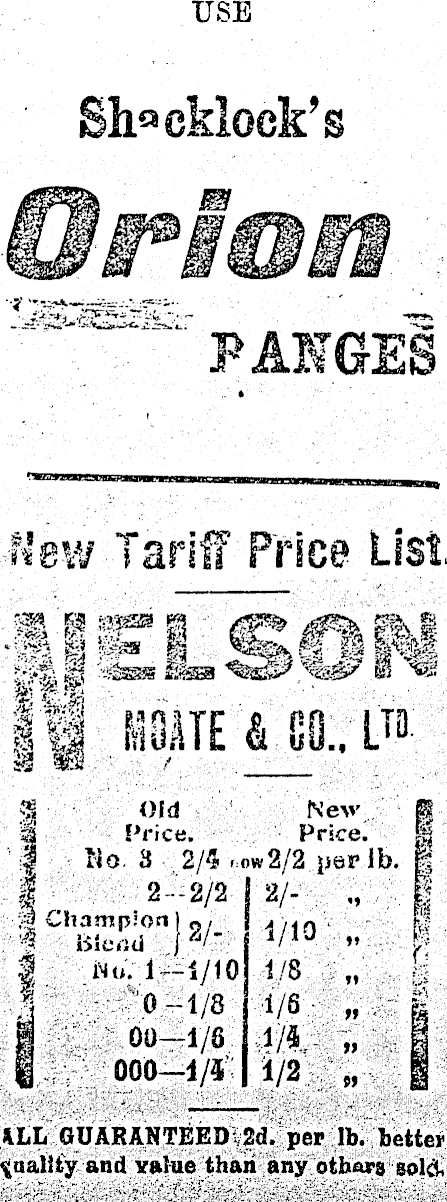 USE
Shacklock's
Orion
RANGES
New Tariff Price List.
NELSON
MOATE & CO., LTD.
Old Price. New Price.
No. 3 2/4 now 2/2 per lb.
2--2/2 2/- „
Champion Blend } 2/- 1/10 „
No. 1--1/10 1/8 „
0-1/8 1/6 „
00-1/6 1/4 „
000-1/4 1/2 „
ALL GUARANTEED 2d. per lb. better
quality and value than any others sold.